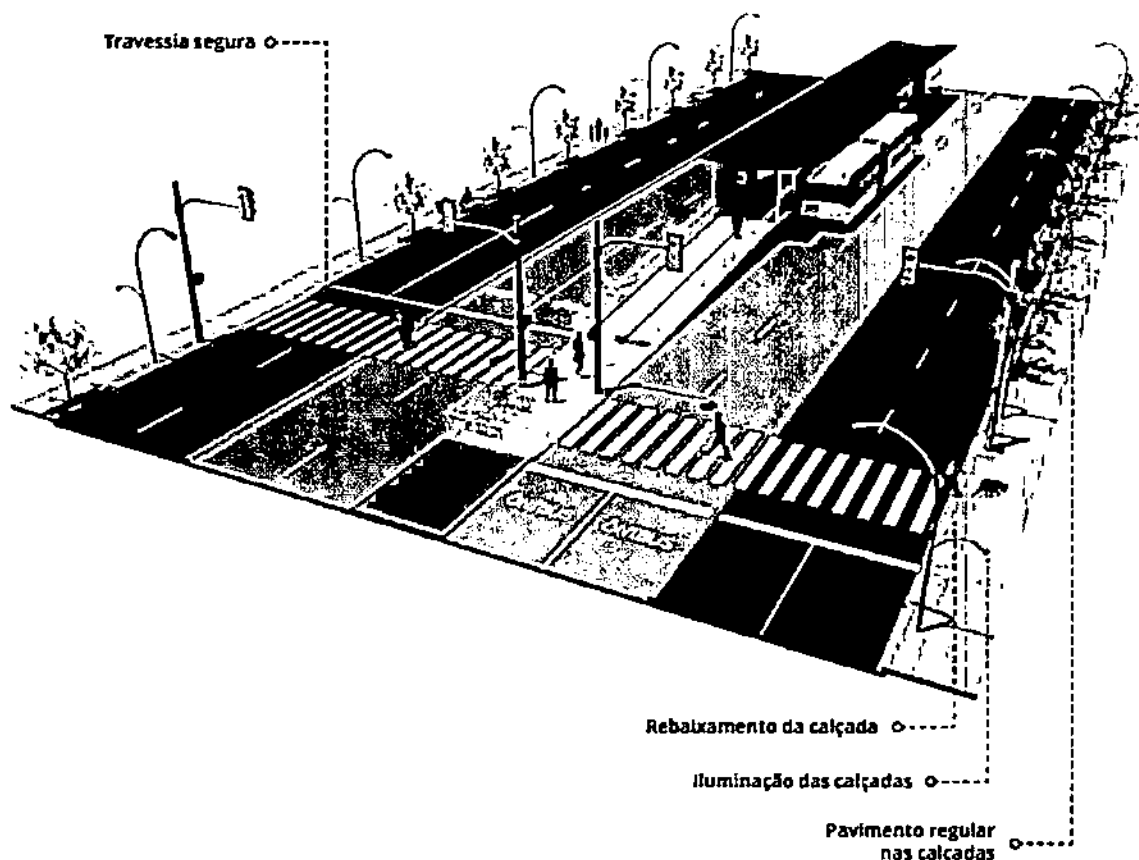 Travessia segura
Rebaixamento da calçada
Iluminação das calçadas
Pavimento regular
nas calçadas